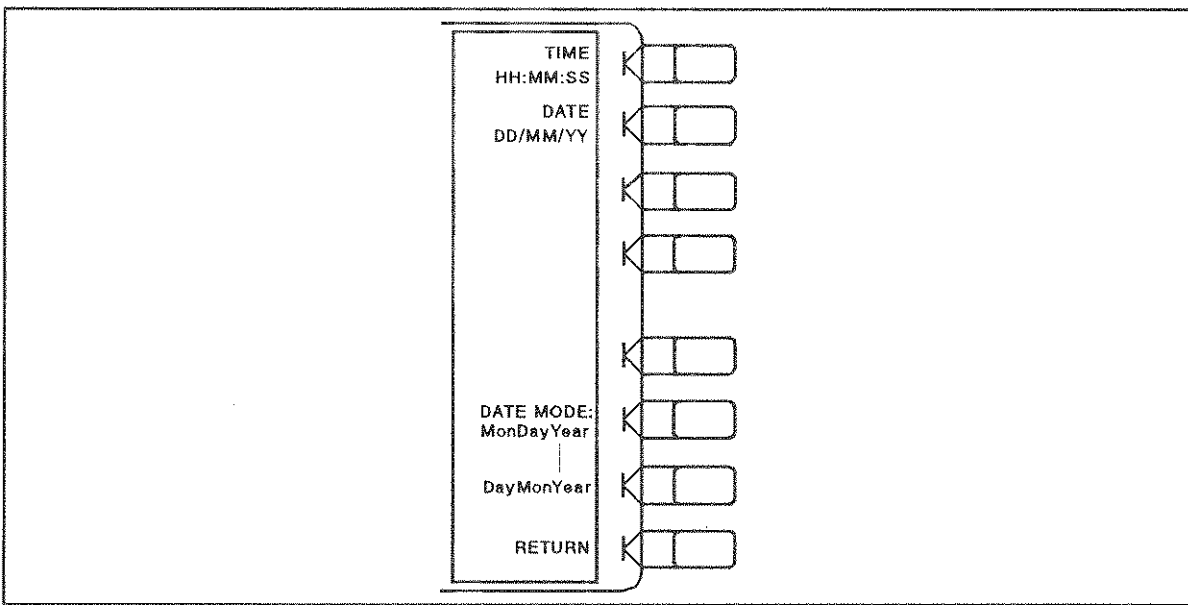 TIME
HH:MM:SS
DATE
DD/MM/YY
DATE MODE:
MonDayYear
DayMonYear
RETURN